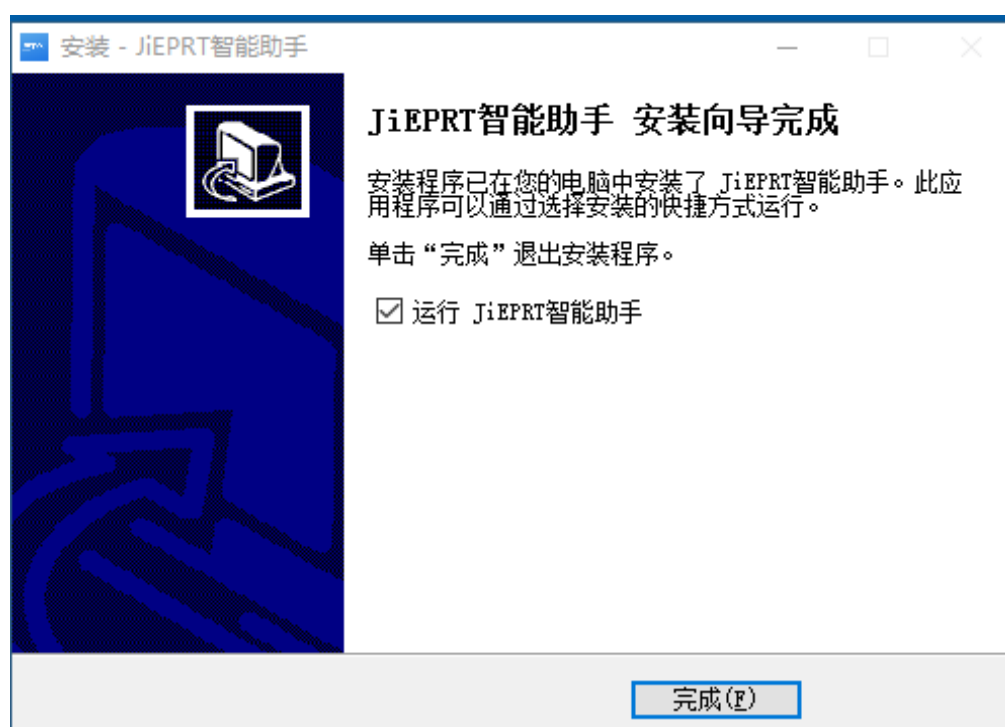 安装 - JiEPRT智能助手
JiEPRT智能助手 安装向导完成
安装程序已在您的电脑中安装了 JiEPRT智能助手。此应
用程序可以通过选择安装的快捷方式运行。
单击“完成”退出安装程序。
运行 JiEPRT智能助手
完成(F)